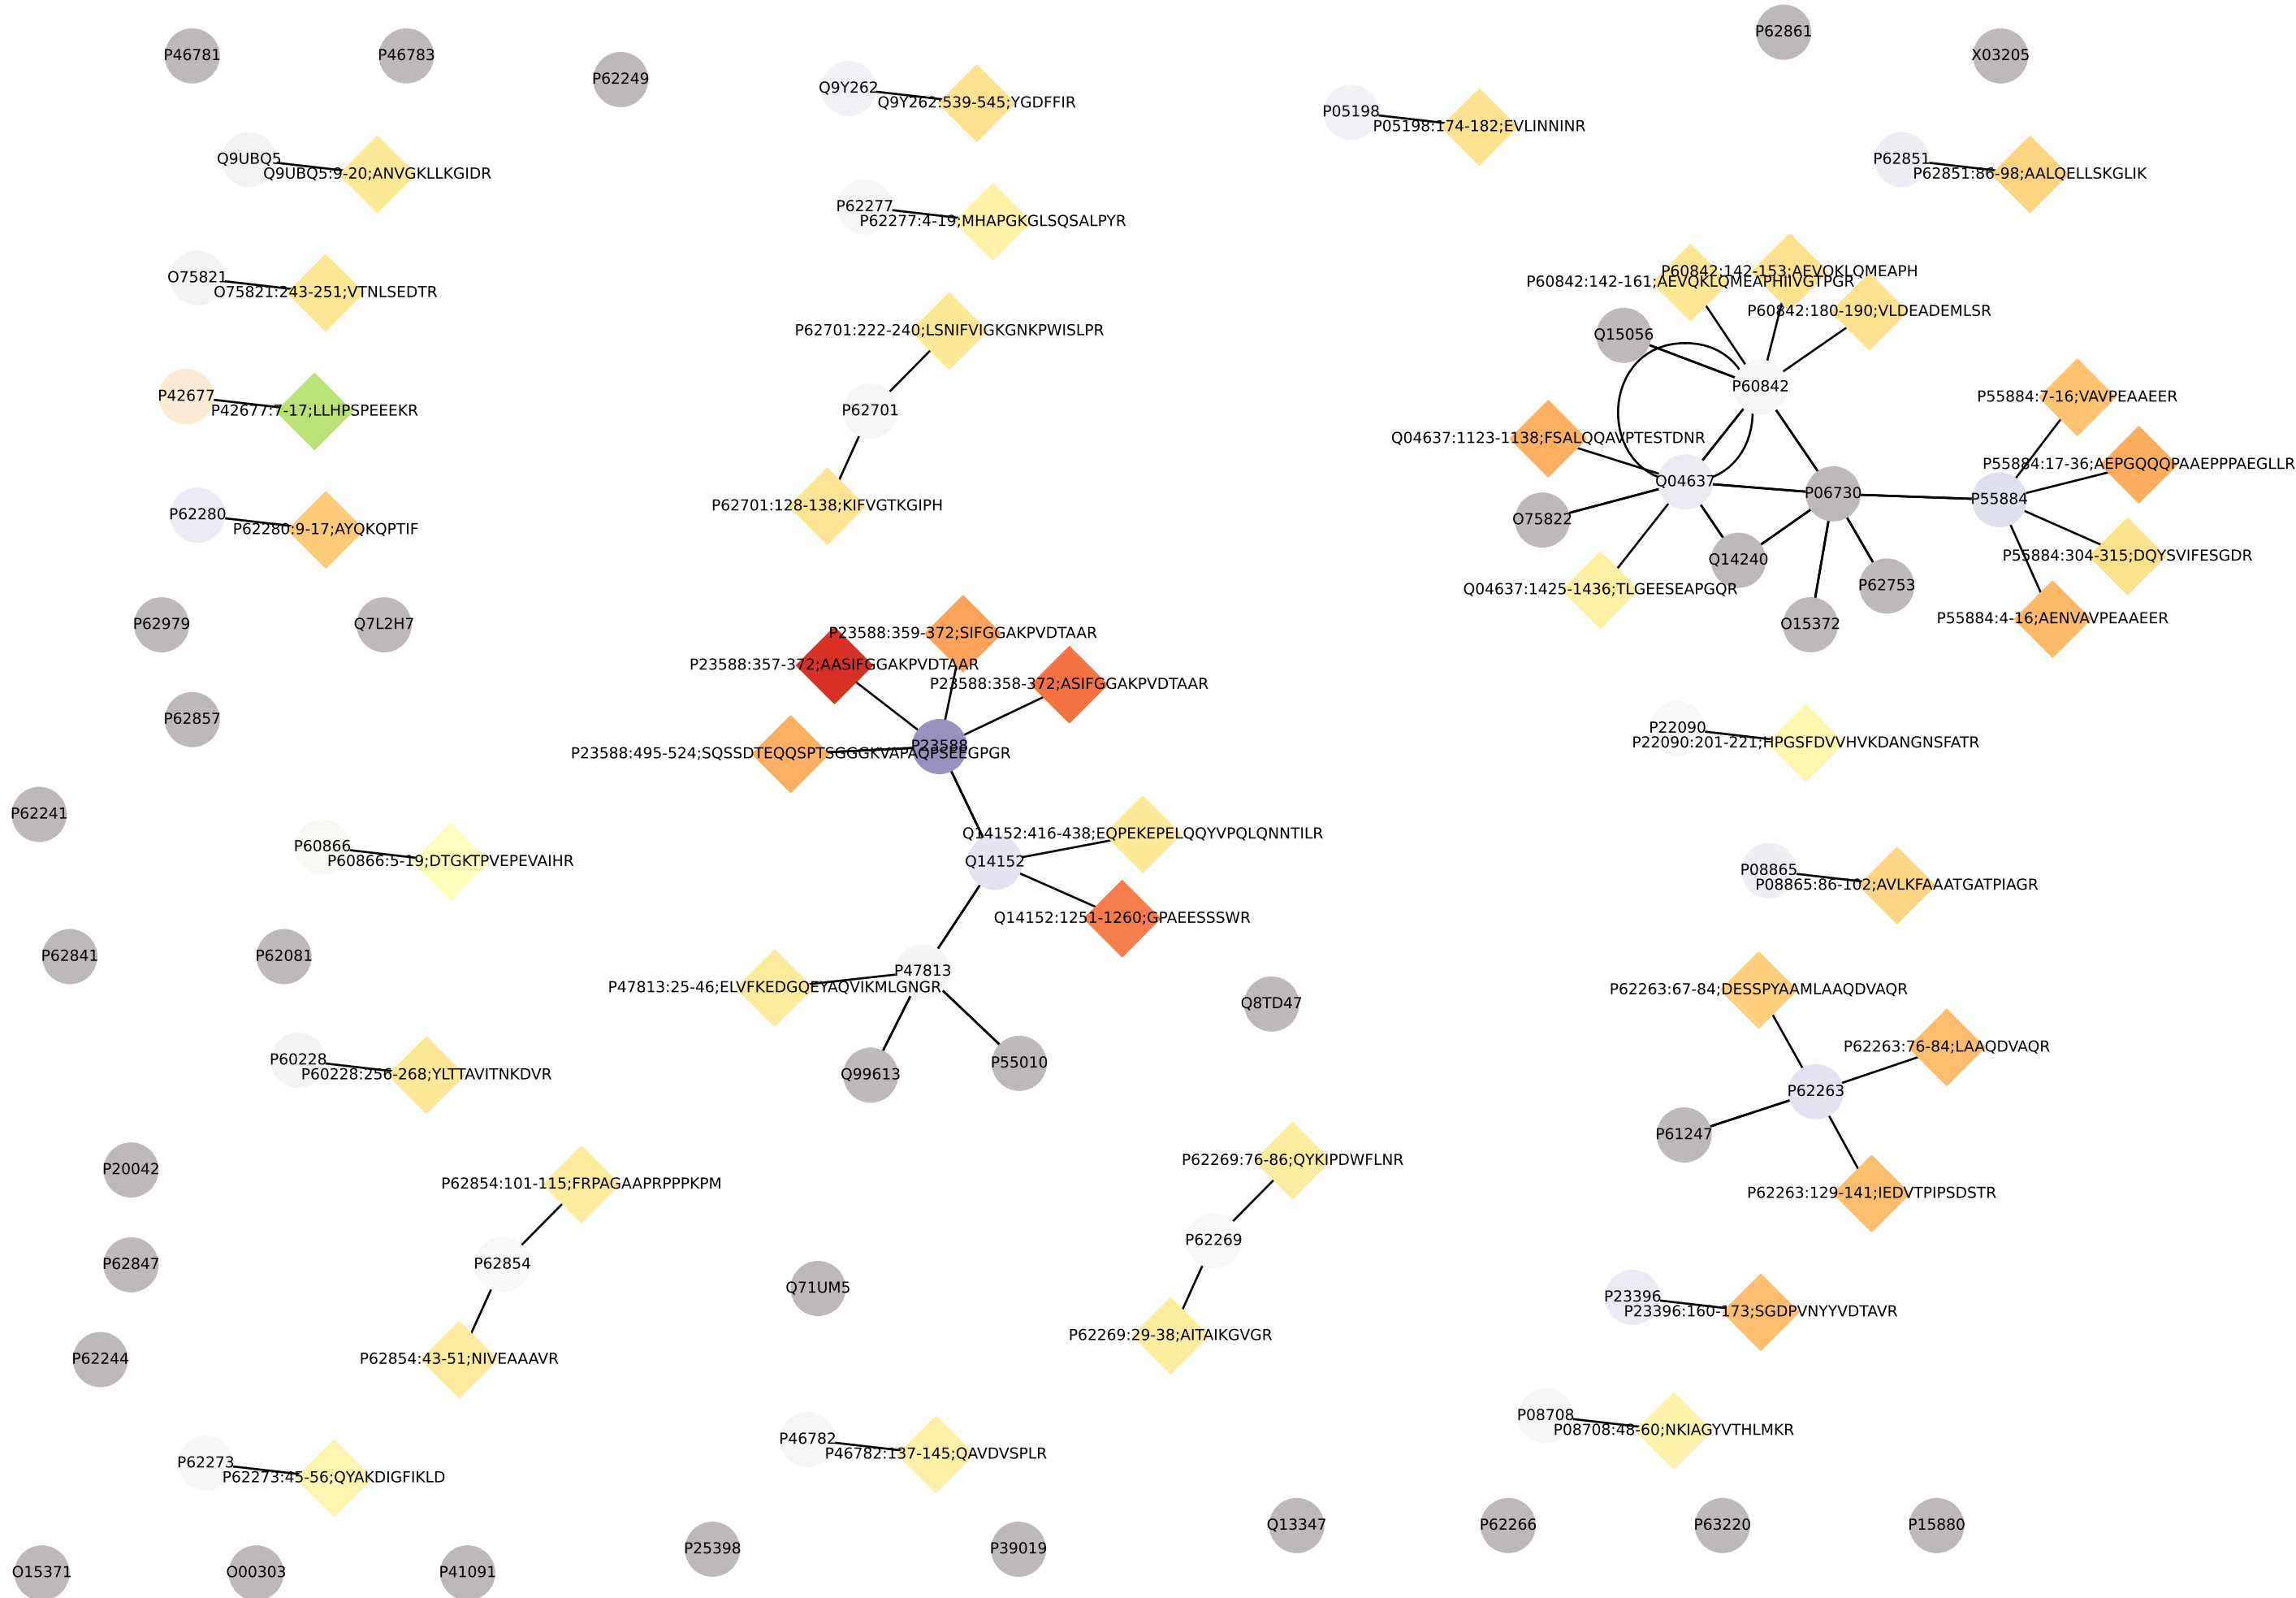 P62861
P46781
P46783
X03205
P62249
Q9Y262
Q9Y262:539-545;YGDFFIR
P05198
P05198:174-182;EVLINNINR
Q9UBQ5
Q9UBQ5:9-20;ANVGKLLKGIDR
P62851
P62851:86-98;AALQELLSKGLIK
P62277
P62277:4-19;MHAPGKGLSQSALPYR
O75821
O75821:243-251;VTNLSEDTR
P60842:142-153;AEVQKLQMEAPH
P60842:142-161;AEVQKLQMEAPHIIVGTPGR
P60842:180-190;VLDEADEMLSR
P62701:222-240;LSNIFVIGKGNKPWISLPR
Q15056
P60842
P42677
P42677:7-17;LLHPSPEEEKR
P62701
P55884:7-16;VAVPEAAEER
Q04637:1123-1138;FSALQQAVPTESTDNR
P55884:17-36;AEPGQQQPAAEPPPAEGLLR
Q04637
P06730
P55884
P62701:128-138;KIFVGTKGIPH
P62280
P62280:9-17;AYQKQPTIF
O75822
Q14240
P55884:304-315;DQYSVIFESGDR
Q04637:1425-1436;TLGEESEAPGQR
P62753
P62979
Q7L2H7
O15372
P55884:4-16;AENVAVPEAAEER
P23588:359-372;SIFGGAKPVDTAAR
P23588:357-372;AASIFGGAKPVDTAAR
P23588:358-372;ASIFGGAKPVDTAAR
P62857
P23588
P23588:495-524;SQSSDTEQQSPTSGGGKVAPAQPSEEGPGR
P22090
P22090:201-221;HPGSFDVVHVKDANGNSFATR
P62241
Q14152:416-438;EQPEKEPELQQYVPQLQNNTILR
P60866
P60866:5-19;DTGKTPVEPEVAIHR
Q14152
P08865
P08865:86-102;AVLKFAAATGATPIAGR
Q14152:1251-1260;GPAEESSSWR
P62841
P62081
P47813
P47813:25-46;ELVFKEDGQEYAQVIKMLGNGR
Q8TD47
P62263:67-84;DESSPYAAMLAAQDVAQR
P62263:76-84;LAAQDVAQR
P60228
P60228:256-268;YLTTAVITNKDVR
Q99613
P55010
P62263
P61247
P20042
P62269:76-86;QYKIPDWFLNR
P62854:101-115;FRPAGAAPRPPPKPM
P62263:129-141;IEDVTPIPSDSTR
P62269
P62847
P62854
Q71UM5
P23396
P23396:160-173;SGDPVNYYVDTAVR
P62269:29-38;AITAIKGVGR
P62244
P62854:43-51;NIVEAAAVR
P08708
P08708:48-60;NKIAGYVTHLMKR
P46782
P46782:137-145;QAVDVSPLR
P62273
P62273:45-56;QYAKDIGFIKLD
Q13347
P62266
P63220
P15880
P25398
P39019
O15371
O00303
P41091